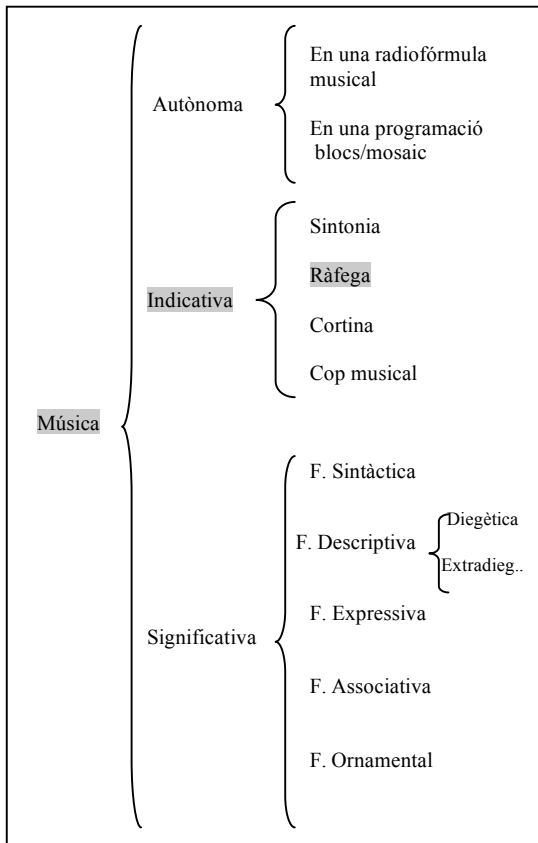 Música
Autònoma
En una radiofórmula
musical
En una programació
blocs/mosaic
Indicativa
Sintonia
Ràfega
Cortina
Cop musical
Significativa
F. Sintàctica
F. Descriptiva
Diegètica
Extradieg..
F. Expressiva
F. Associativa
F. Ornamental